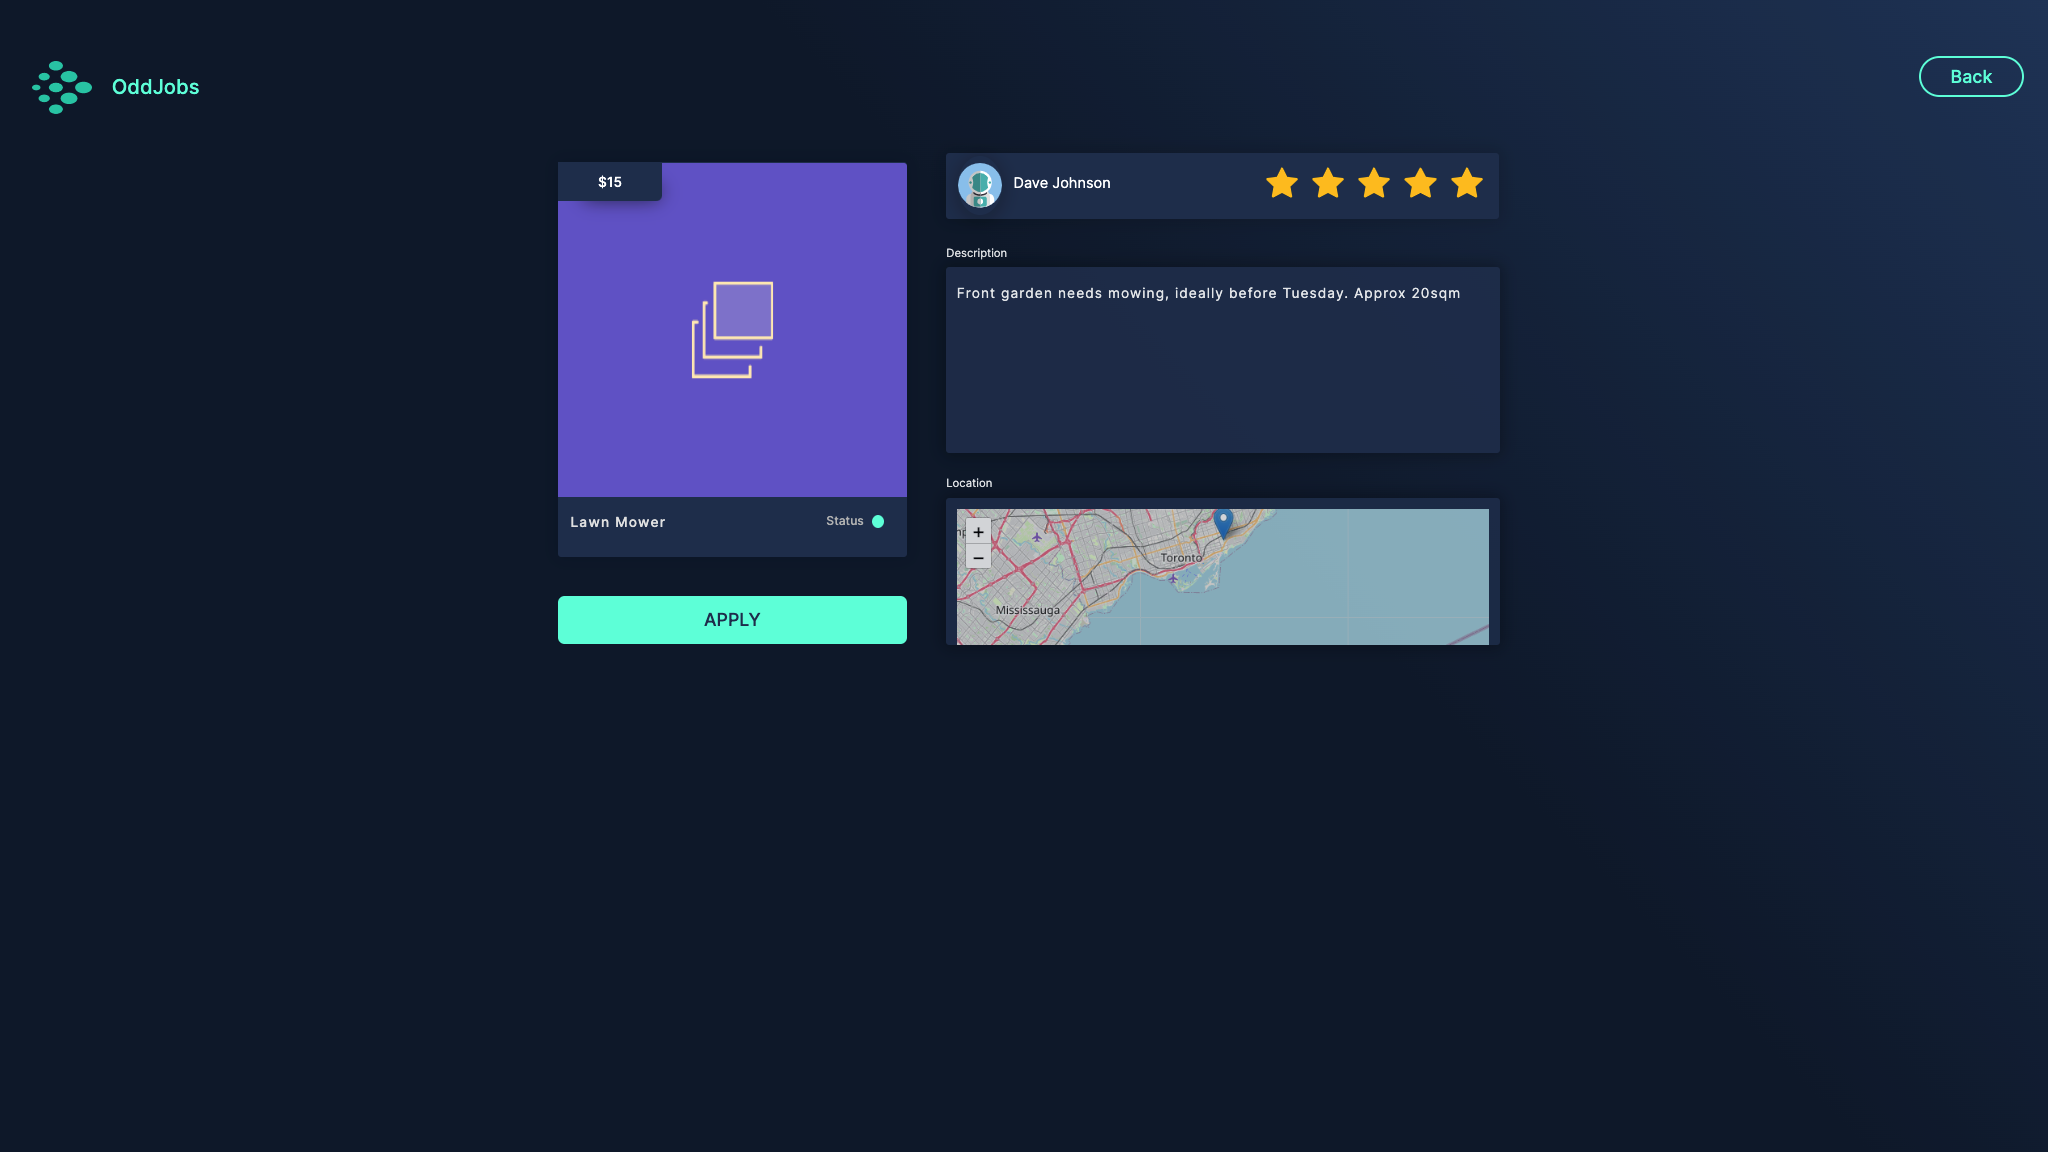 OddJobs
Back
$15
Lawn Mower
Status
APPLY
Dave Johnson
Description
Front garden needs mowing, ideally before Tuesday. Approx 20sqm
Location
+
−
Toronto
Mississauga